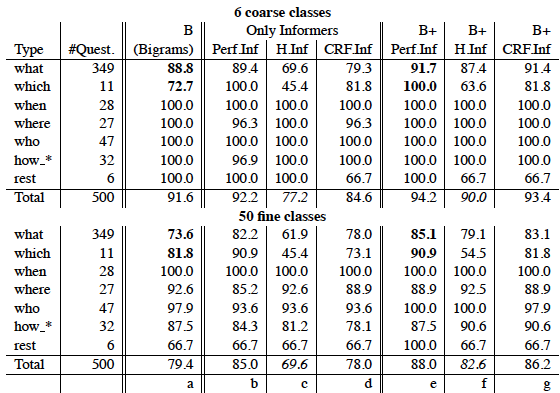 6 coarse classes
B Only Informers B+ B+ B+
Type #Quest. (Bigrams) Perf.Inf H.Inf CRF.Inf Perf.Inf H.Inf CRF.Inf
what 349 88.8 89.4 69.6 79.3 91.7 87.4 91.4
which 11 72.7 100.0 45.4 81.8 100.0 63.6 81.8
when 28 100.0 100.0 100.0 100.0 100.0 100.0 100.0
where 27 100.0 96.3 100.0 96.3 100.0 100.0 100.0
who 47 100.0 100.0 100.0 100.0 100.0 100.0 100.0
how_* 32 100.0 96.9 100.0 100.0 100.0 100.0 100.0
rest 6 100.0 100.0 100.0 66.7 100.0 66.7 66.7
Total 500 91.6 92.2 77.2 84.6 94.2 90.0 93.4
50 fine classes
what 349 73.6 82.2 61.9 78.0 85.1 79.1 83.1
which 11 81.8 90.9 45.4 73.1 90.9 54.5 81.8
when 28 100.0 100.0 100.0 100.0 100.0 100.0 100.0
where 27 92.6 85.2 92.6 88.9 88.9 92.5 88.9
who 47 97.9 93.6 93.6 93.6 100.0 100.0 97.9
how_* 32 87.5 84.3 81.2 78.1 87.5 90.6 90.6
rest 6 66.7 66.7 66.7 66.7 100.0 66.7 66.7
Total 500 79.4 85.0 69.6 78.0 88.0 82.6 86.2
a b c d e f g